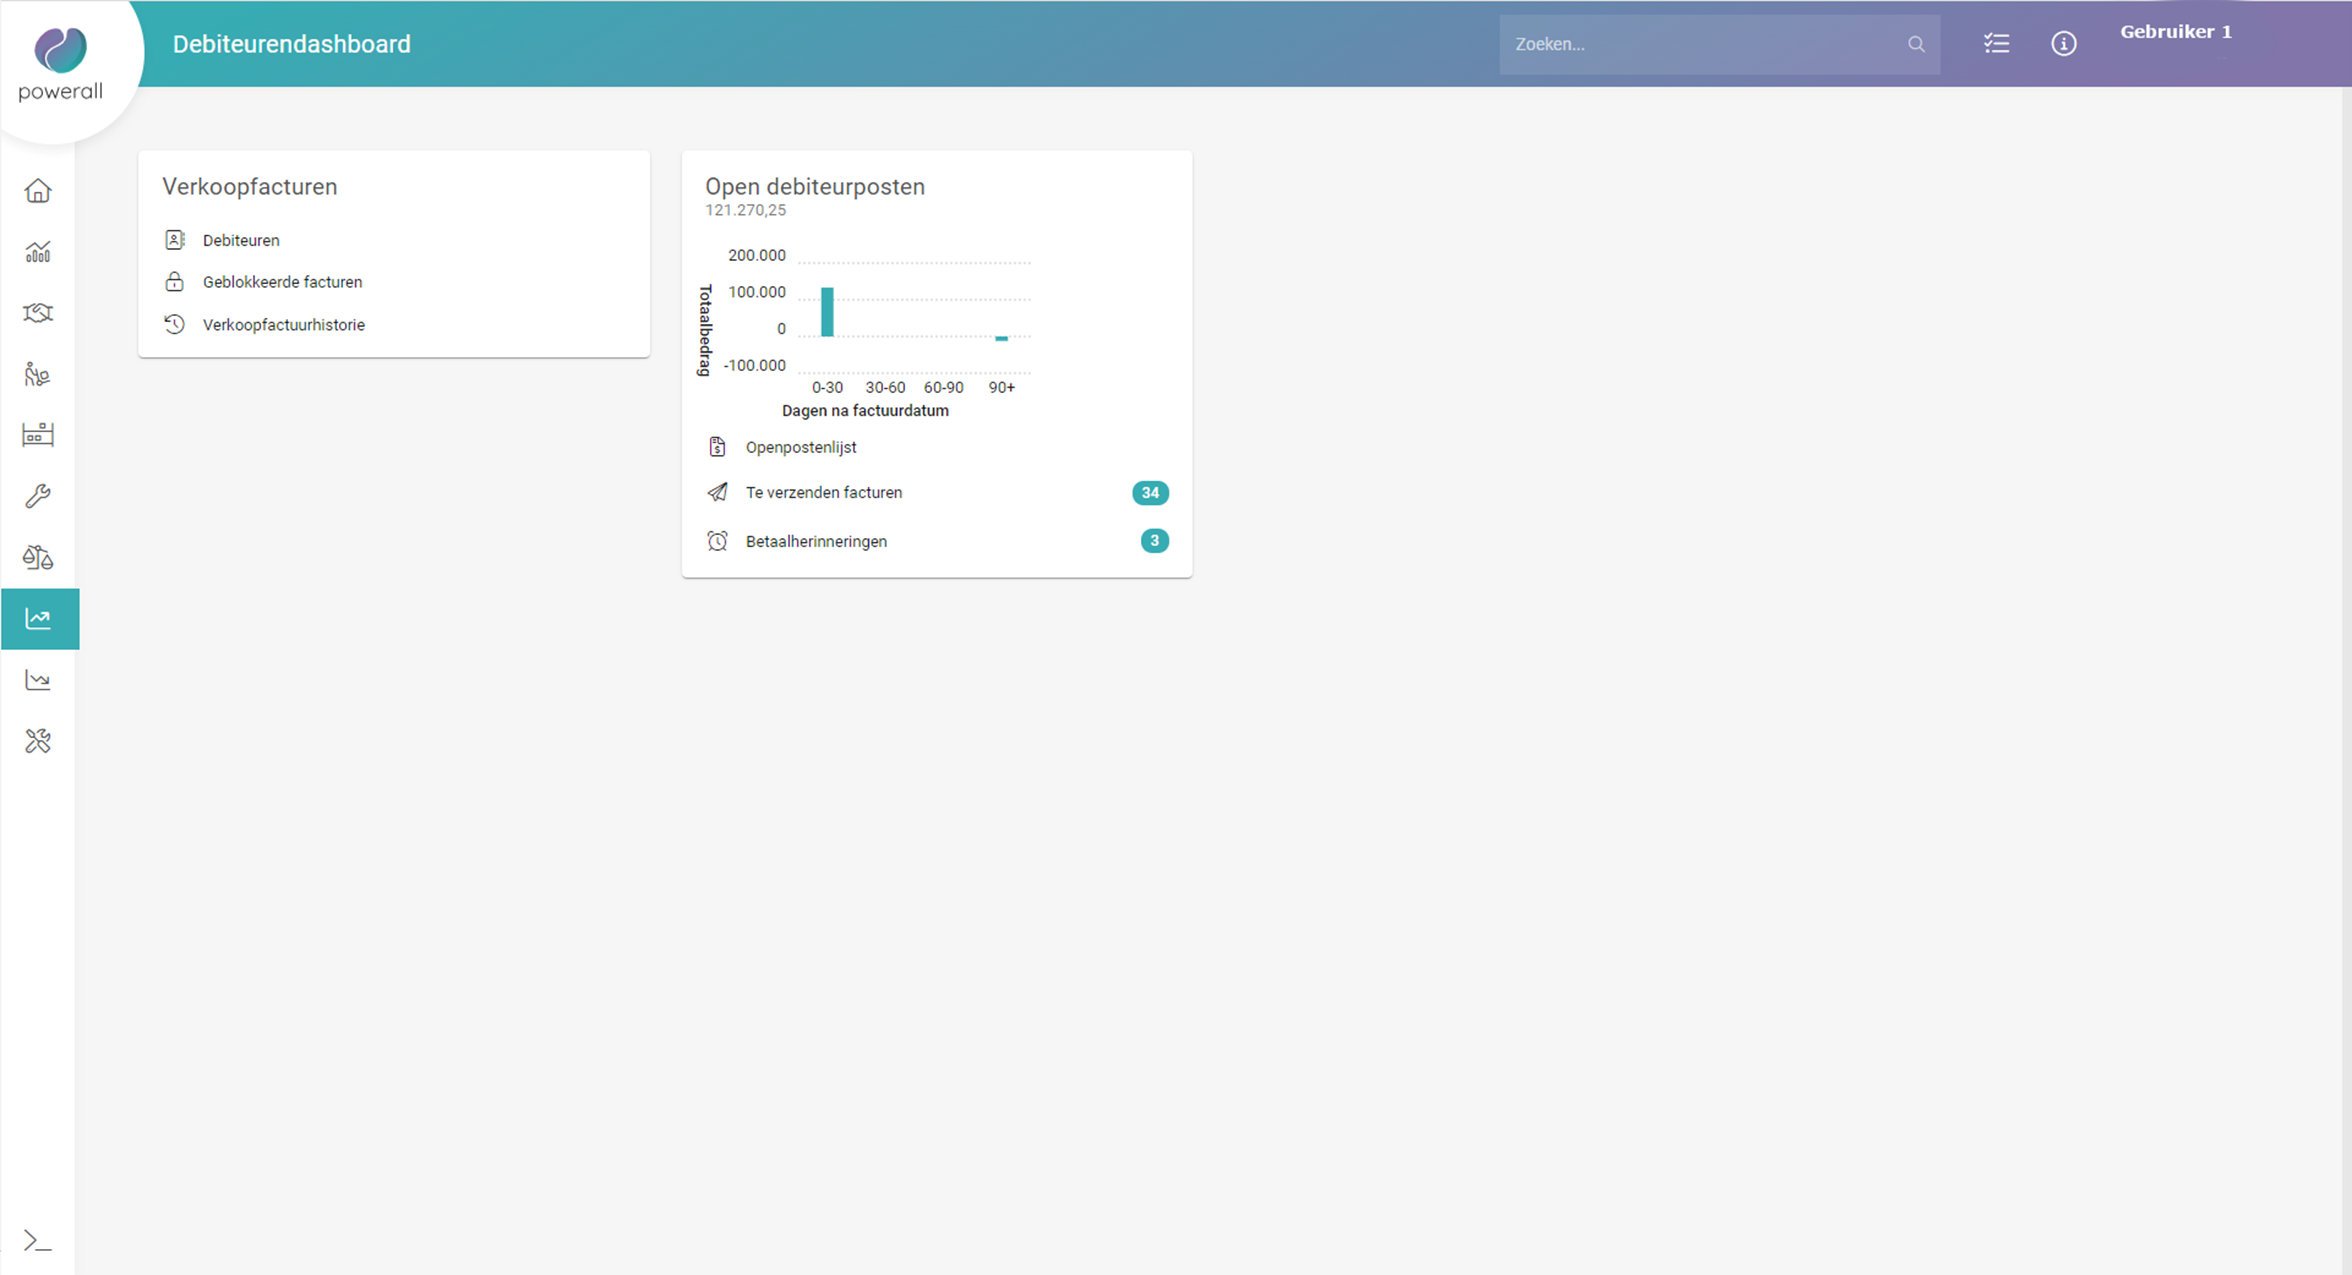 powerall
Debiteurendashboard
Zoeken...
Gebruiker 1
Verkoopfacturen
Debiteuren
Geblokkeerde facturen
Verkoopfactuurhistorie
Open debiteurposten
121.270,25
Totaalbedrag
200.000
100.000
0
-100.000
0-30 30-60 60-90 90+
Dagen na factuurdatum
Openpostenlijst
Te verzenden facturen 34
Betaalherinneringen 3